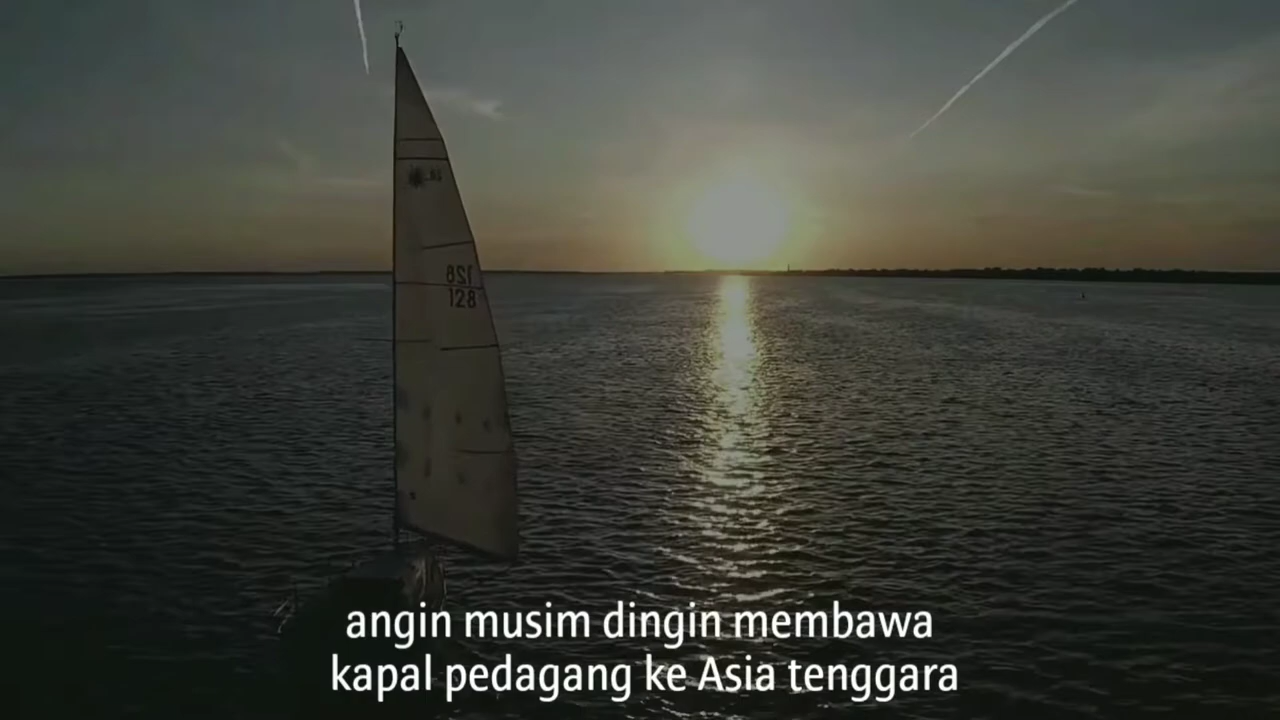 128
128
angin musim dingin membawa
kapal pedagang ke Asia tenggara